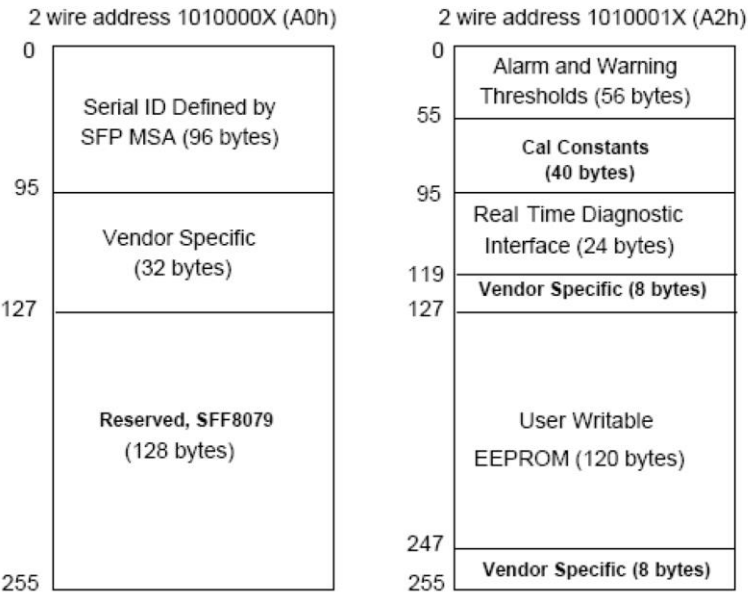 2 wire address 1010000X (A0h)
0
Serial ID Defined by
SFP MSA (96 bytes)
95
Vendor Specific
(32 bytes)
127
Reserved, SFF8079
(128 bytes)
255
2 wire address 1010001X (A2h)
0
Alarm and Warning
Thresholds (56 bytes)
55
Cal Constants
(40 bytes)
95
Real Time Diagnostic
Interface (24 bytes)
119
Vendor Specific (8 bytes)
127
User Writable
EEPROM (120 bytes)
247
Vendor Specific (8 bytes)
255